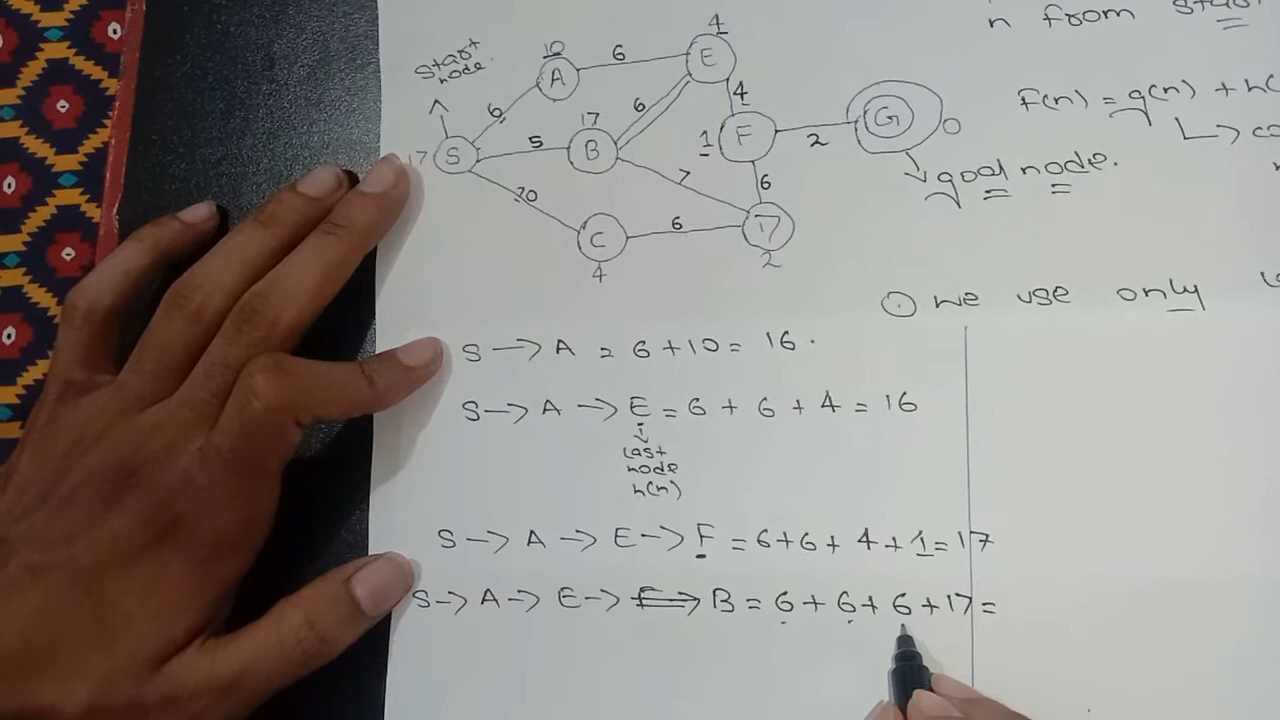 n from
f(n) = g(n) + h(
↳ co
Start
node.
S
17
A
10
B
17
C
4
E
4
F
1
G
0
17
2
6
5
20
6
6
7
6
4
6
2
goal node.
⊙ we use only
S → A = 6 + 10 = 16.
S → A → E = 6 + 6 + 4 = 16
last
node
h(n)
S → A → E → F = 6+6+ 4+1=17
S → A → E → B = 6 + 6 + 6 + 17 =